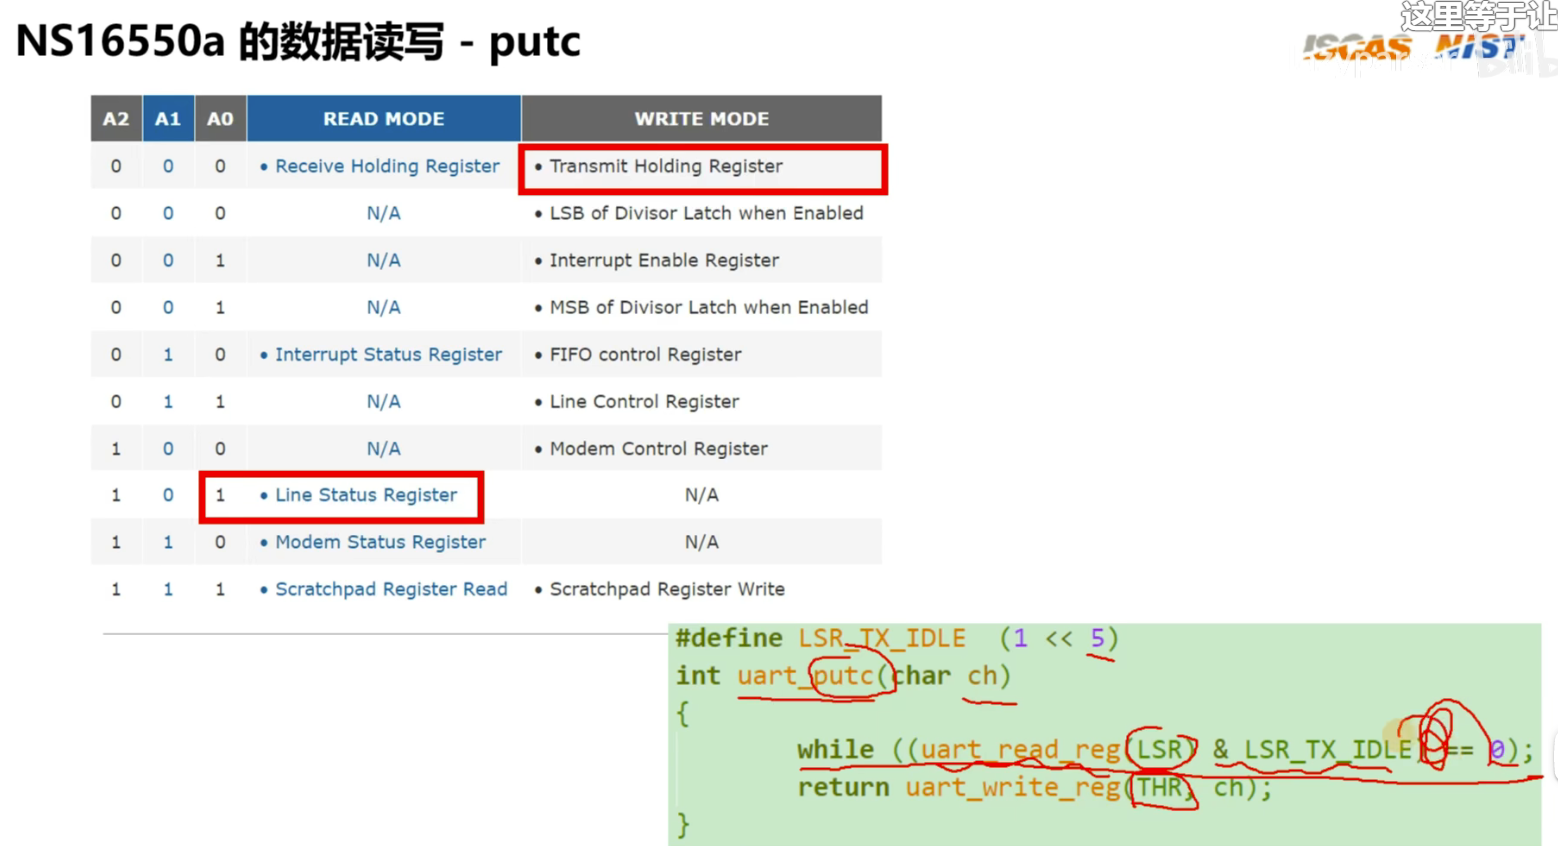 这里等于让
NS16550a 的数据读写 - putc
ISCAS NIST
A2 A1 A0 READ MODE WRITE MODE
0 0 0 • Receive Holding Register • Transmit Holding Register
0 0 0 N/A • LSB of Divisor Latch when Enabled
0 0 1 N/A • Interrupt Enable Register
0 0 1 N/A • MSB of Divisor Latch when Enabled
0 1 0 • Interrupt Status Register • FIFO control Register
0 1 1 N/A • Line Control Register
1 0 0 N/A • Modem Control Register
1 0 1 • Line Status Register N/A
1 1 0 • Modem Status Register N/A
1 1 1 • Scratchpad Register Read • Scratchpad Register Write
#define LSR_TX_IDLE (1 << 5)
int uart_putc(char ch)
{
while ((uart_read_reg(LSR) & LSR_TX_IDLE) == 0);
return uart_write_reg(THR, ch);
}